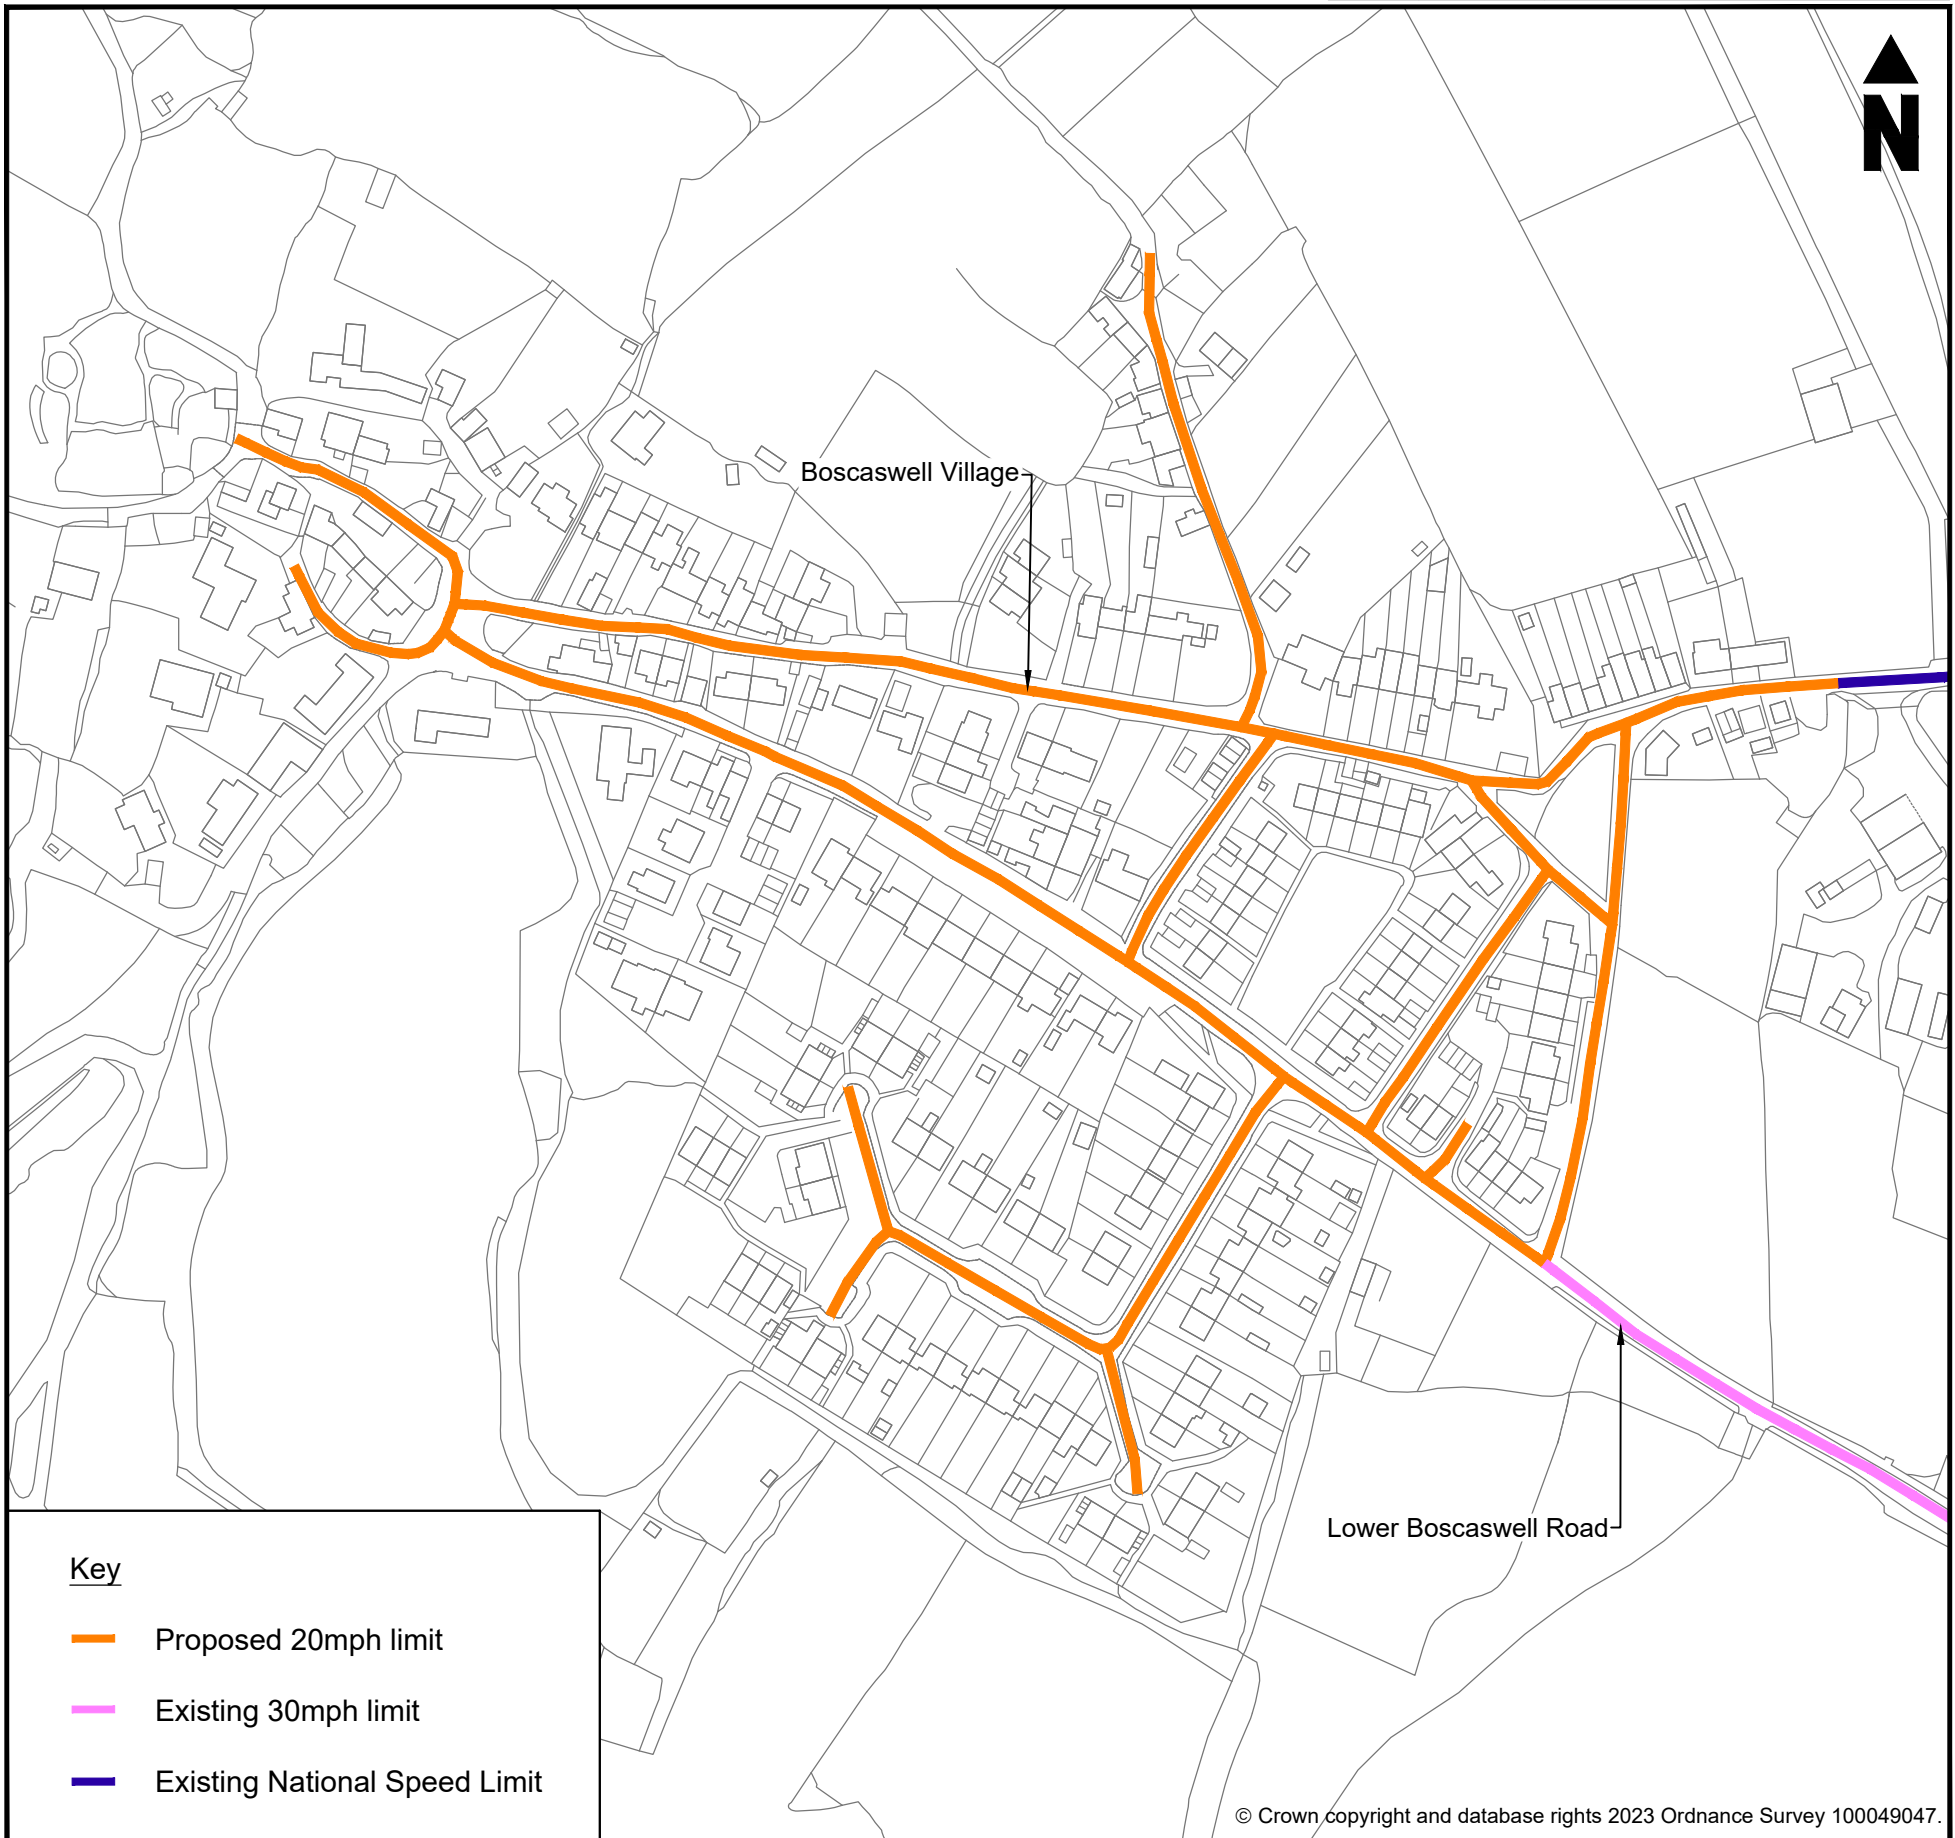 N
Boscaswell Village
Lower Boscaswell Road
Key
Proposed 20mph limit
Existing 30mph limit
Existing National Speed Limit
© Crown copyright and database rights 2023 Ordnance Survey 100049047.